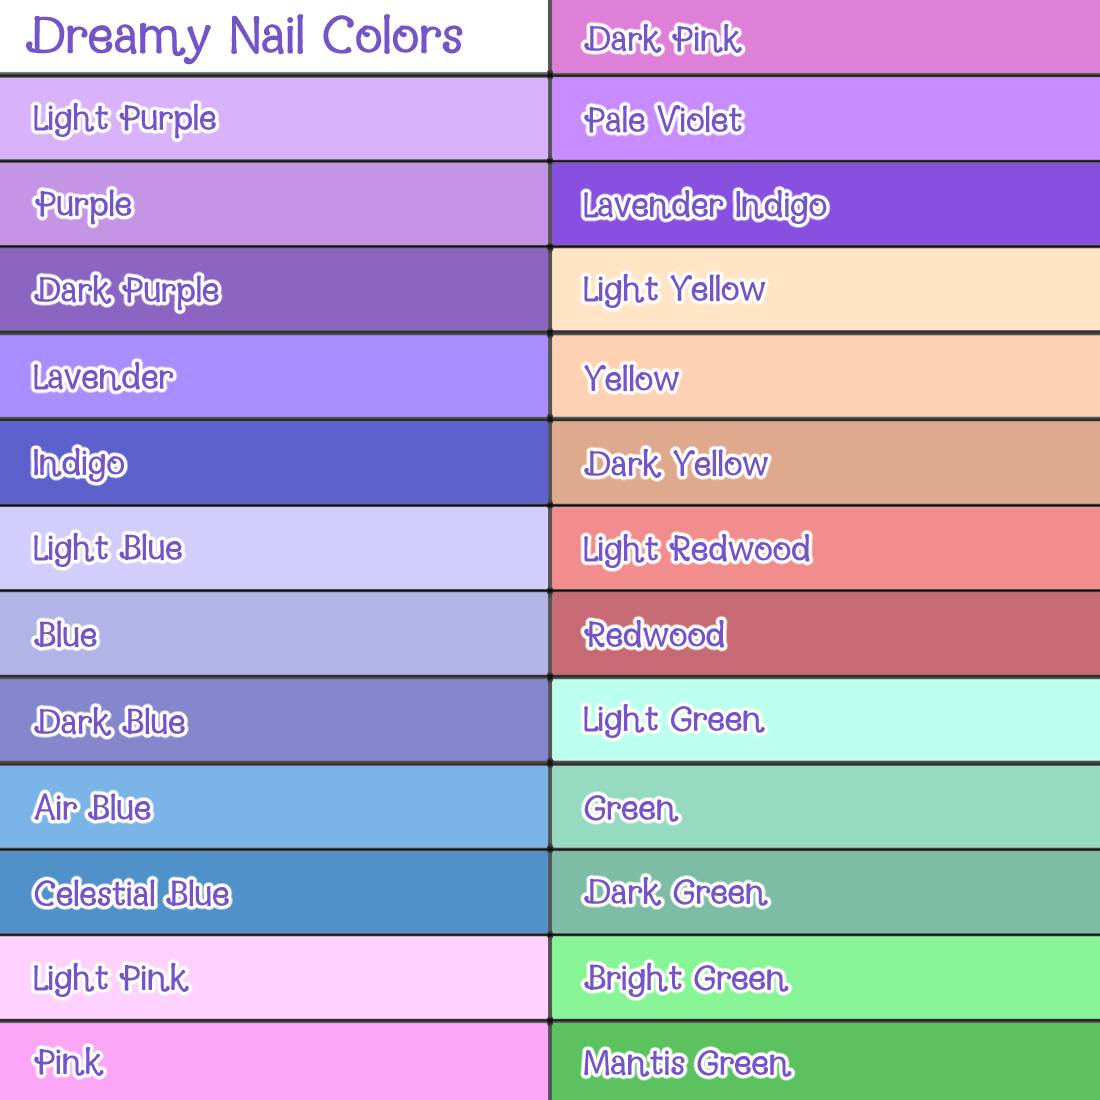 Dreamy Nail Colors
Light Purple
Purple
Dark Purple
Lavender
Indigo
Light Blue
Blue
Dark Blue
Air Blue
Celestial Blue
Light Pink
Pink
Dark Pink
Pale Violet
Lavender Indigo
Light Yellow
Yellow
Dark Yellow
Light Redwood
Redwood
Light Green
Green
Dark Green
Bright Green
Mantis Green